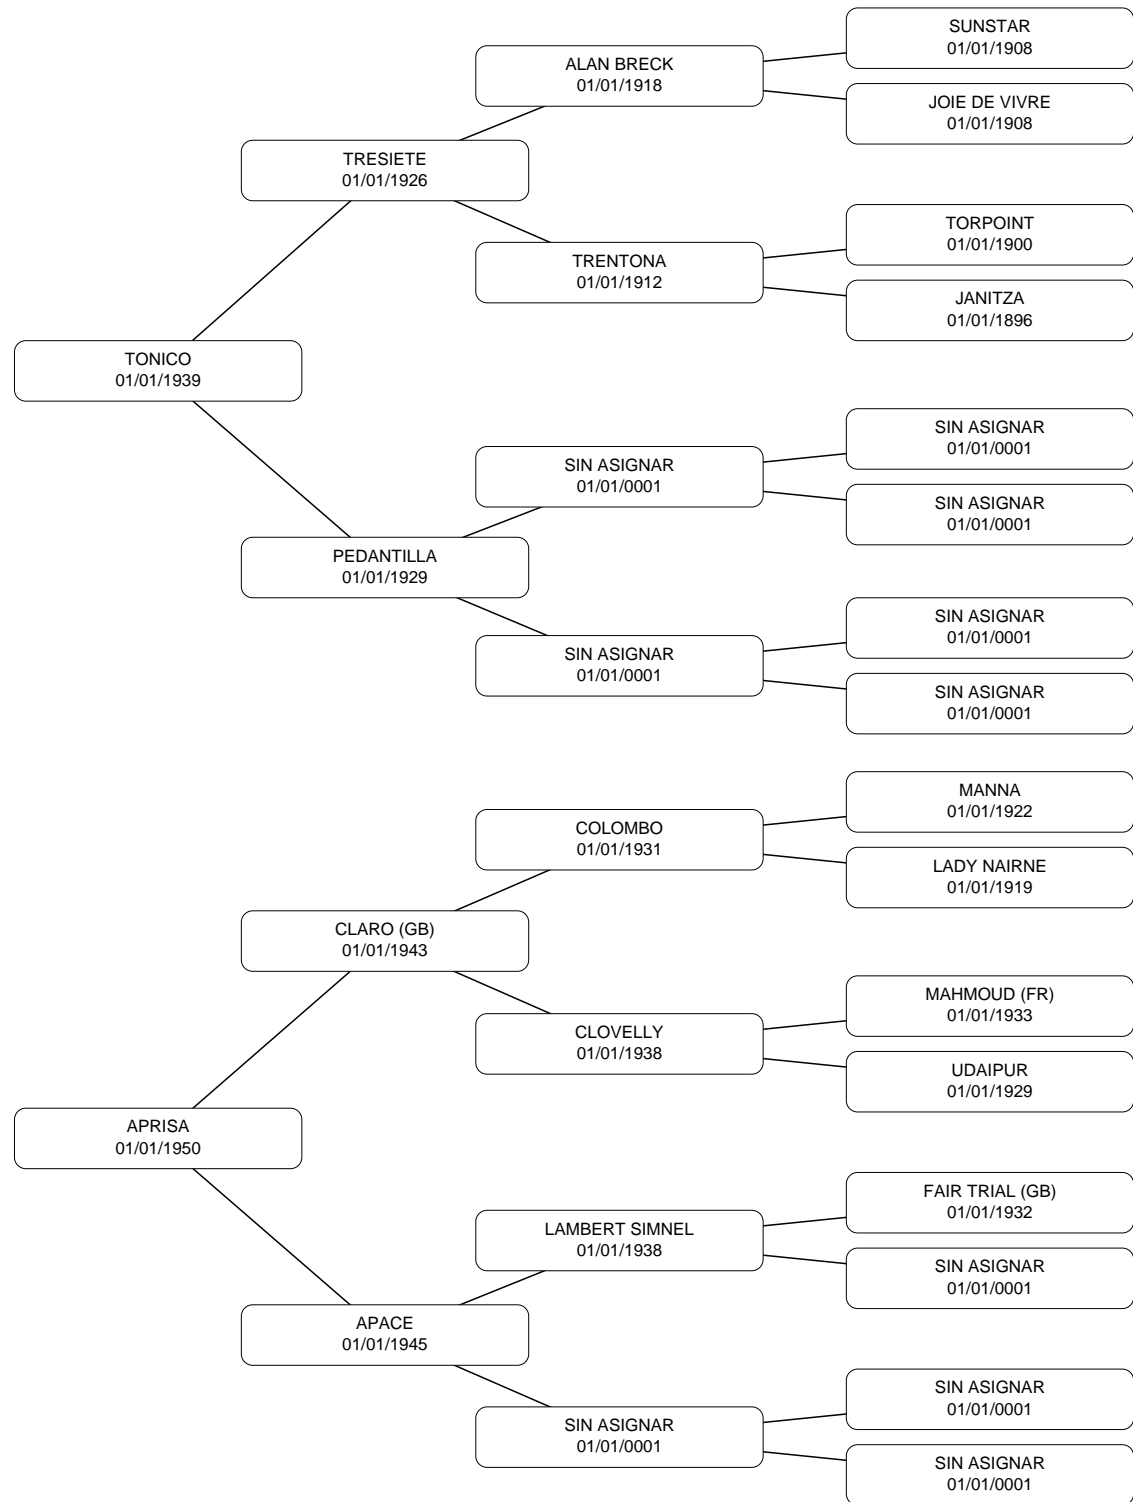 SUNSTAR
01/01/1908
ALAN BRECK
01/01/1918
JOIE DE VIVRE
01/01/1908
TRESIETE
01/01/1926
TORPOINT
01/01/1900
TRENTONA
01/01/1912
JANITZA
01/01/1896
TONICO
01/01/1939
SIN ASIGNAR
01/01/0001
SIN ASIGNAR
01/01/0001
SIN ASIGNAR
01/01/0001
PEDANTILLA
01/01/1929
SIN ASIGNAR
01/01/0001
SIN ASIGNAR
01/01/0001
SIN ASIGNAR
01/01/0001
MANNA
01/01/1922
COLOMBO
01/01/1931
LADY NAIRNE
01/01/1919
CLARO (GB)
01/01/1943
MAHMOUD (FR)
01/01/1933
CLOVELLY
01/01/1938
UDAIPUR
01/01/1929
APRISA
01/01/1950
FAIR TRIAL (GB)
01/01/1932
LAMBERT SIMNEL
01/01/1938
SIN ASIGNAR
01/01/0001
APACE
01/01/1945
SIN ASIGNAR
01/01/0001
SIN ASIGNAR
01/01/0001
SIN ASIGNAR
01/01/0001